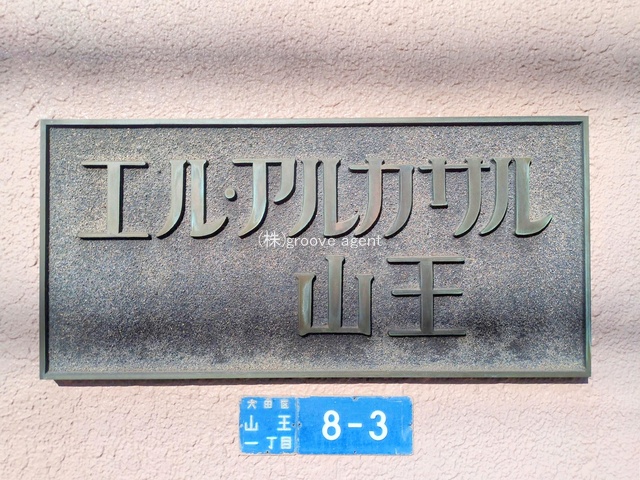 エル・アルカサル
(株)groove agent
山王
大田区
山王
一丁目
8-3